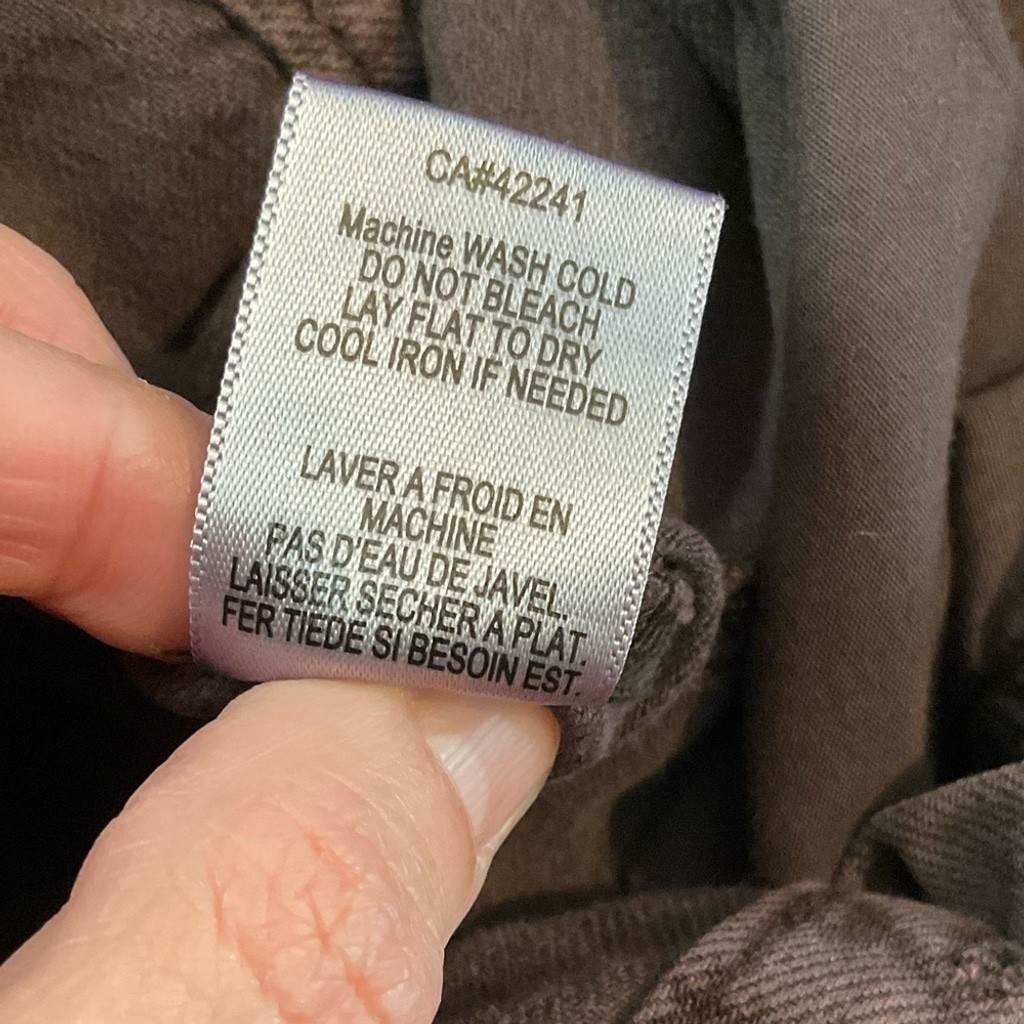 CA#42241
Machine WASH COLD
DO NOT BLEACH
LAY FLAT TO DRY
COOL IRON IF NEEDED
LAVER A FROID EN
MACHINE
PAS D'EAU DE JAVEL.
LAISSER SECHER A PLAT.
FER TIEDE SI BESOIN EST.